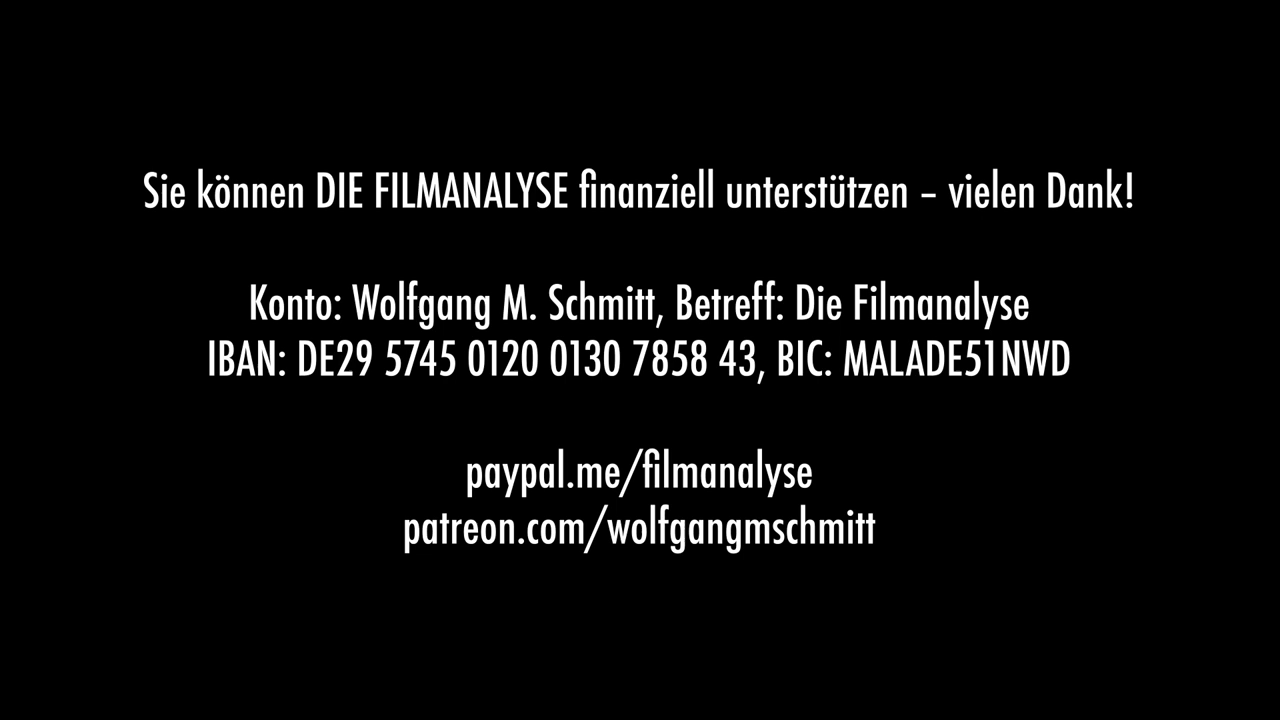 Sie können DIE FILMANALYSE finanziell unterstützen – vielen Dank!
Konto: Wolfgang M. Schmitt, Betreff: Die Filmanalyse
IBAN: DE29 5745 0120 0130 7858 43, BIC: MALADE51NWD
paypal.me/filmanalyse
patreon.com/wolfgangmschmitt